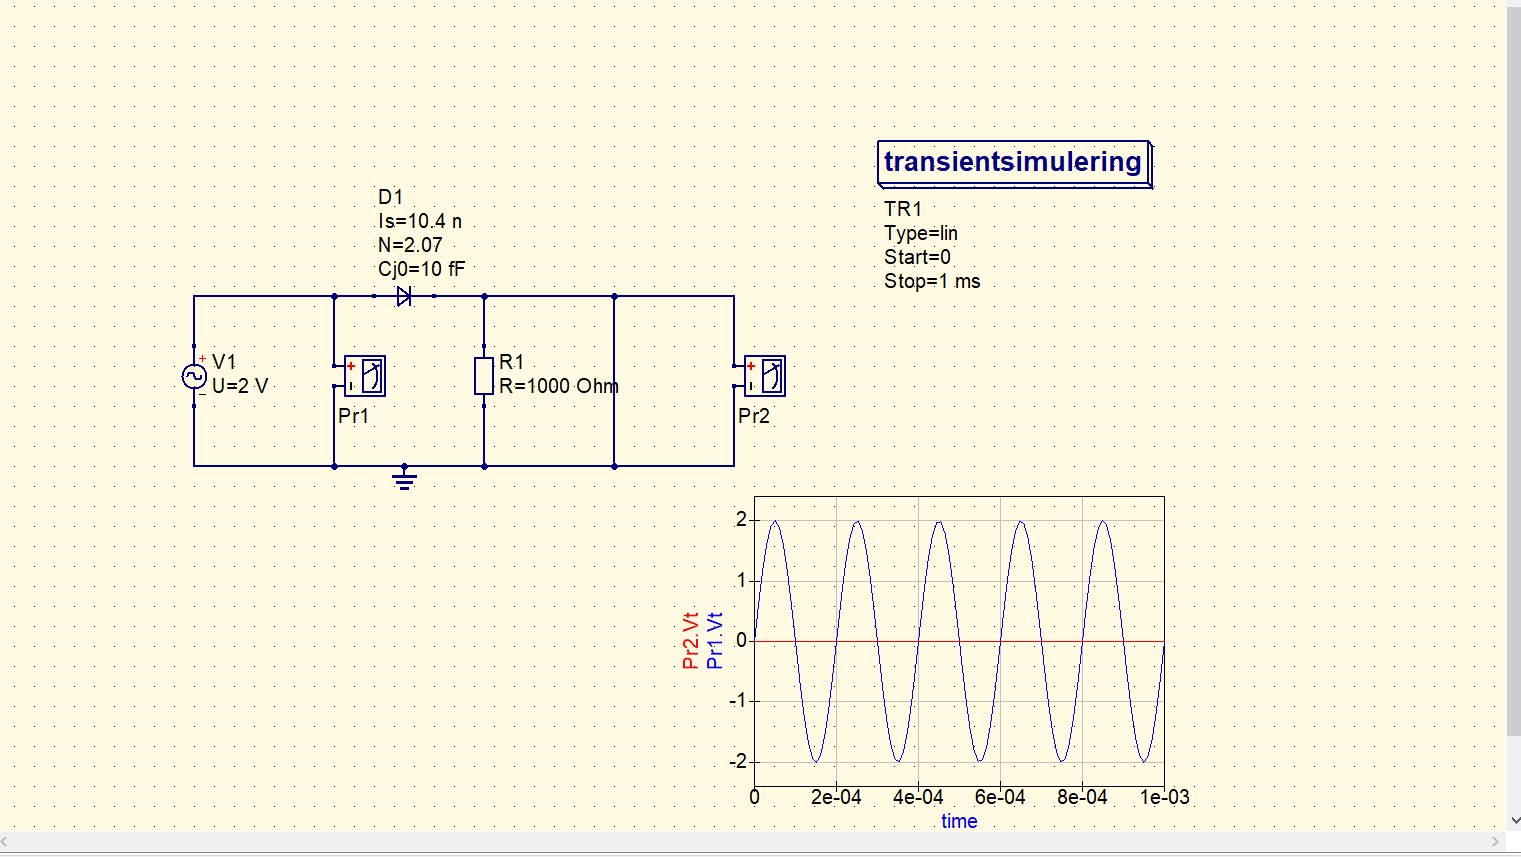 transientsimulering
TR1
Type=lin
Start=0
Stop=1 ms
D1
Is=10.4 n
N=2.07
Cj0=10 fF
V1
U=2 V
Pr1
R1
R=1000 Ohm
Pr2
2
1
0
-1
-2
Pr2.Vt
Pr1.Vt
0
2e-04
4e-04
6e-04
8e-04
1e-03
time